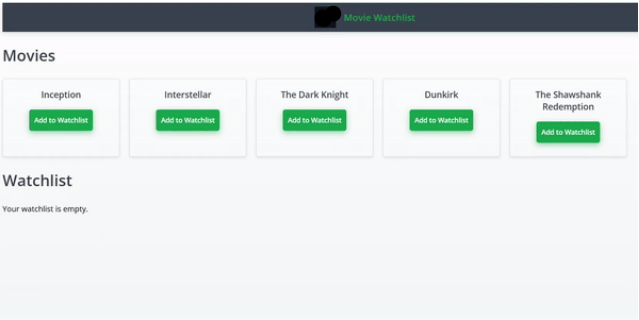 Movie Watchlist
Movies
Inception
Interstellar
The Dark Knight
Dunkirk
The Shawshank
Redemption
Add to Watchlist
Add to Watchlist
Add to Watchlist
Add to Watchlist
Add to Watchlist
Watchlist
Your watchlist is empty.